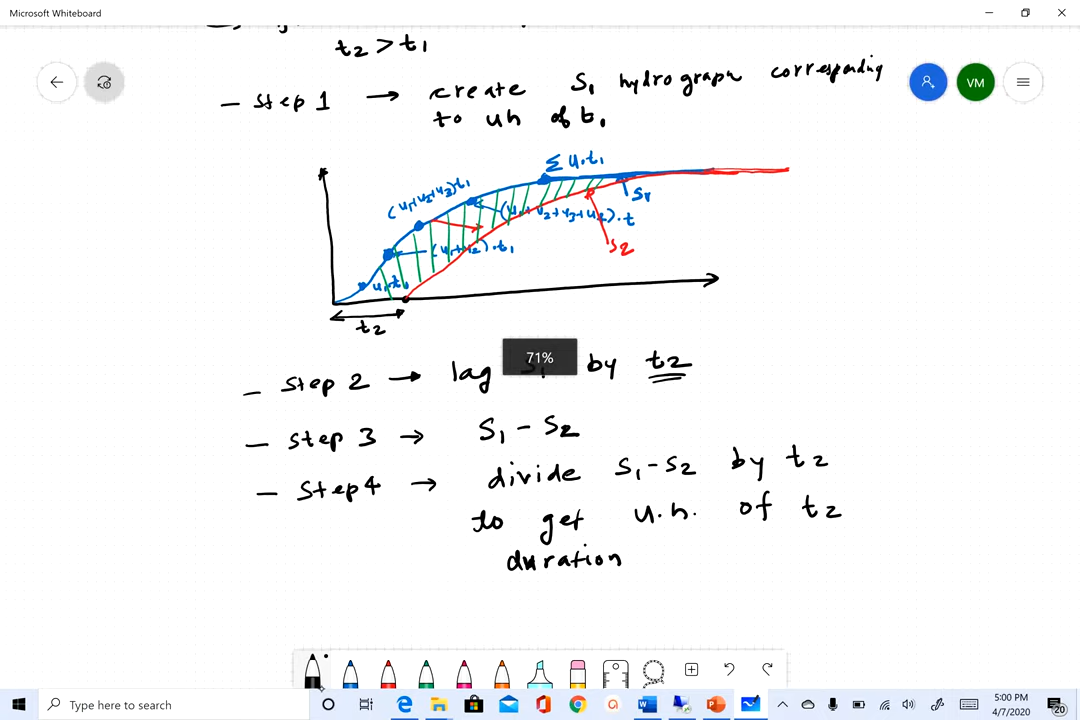 Microsoft Whiteboard
t2 > t1
– Step 1 → create S1 hydrograph corresponding
to uh of t1
VM
Σ u.t1
(u1+u2+u3)t1
S1
(u1+u2+u3+u4).t
(u1+u2).t1
S2
u1.t1
t2
71%
– Step 2 → lag S1 by t2
– Step 3 → S1 – S2
– Step 4 → divide S1-S2 by t2
to get u.h. of t2
duration
Type here to search
5:00 PM
4/7/2020
20